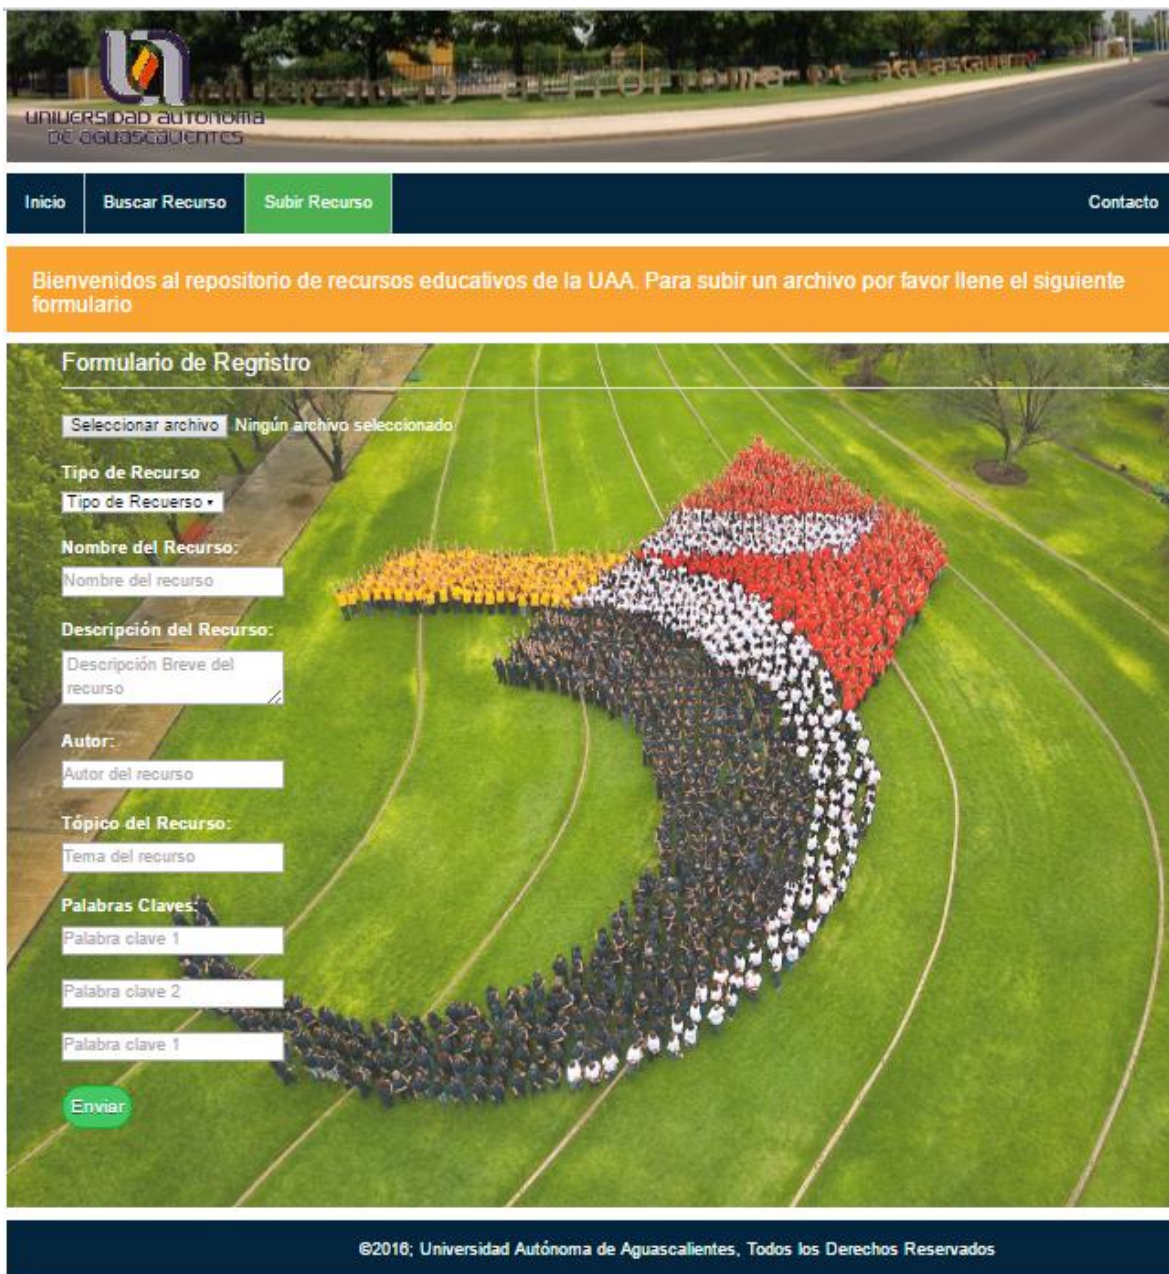 UNIVERSIDAD AUTONOMA
DE AGUASCALIENTES
Inicio
Buscar Recurso
Subir Recurso
Contacto
Bienvenidos al repositorio de recursos educativos de la UAA. Para subir un archivo por favor llene el siguiente
formulario
Formulario de Regristro
Seleccionar archivo Ningún archivo seleccionado
Tipo de Recurso
Tipo de Recuerso
Nombre del Recurso:
Nombre del recurso
Descripción del Recurso:
Descripción Breve del
recurso
Autor:
Autor del recurso
Tópico del Recurso:
Tema del recurso
Palabras Claves:
Palabra clave 1
Palabra clave 2
Palabra clave 1
Enviar
©2016; Universidad Autónoma de Aguascalientes, Todos los Derechos Reservados